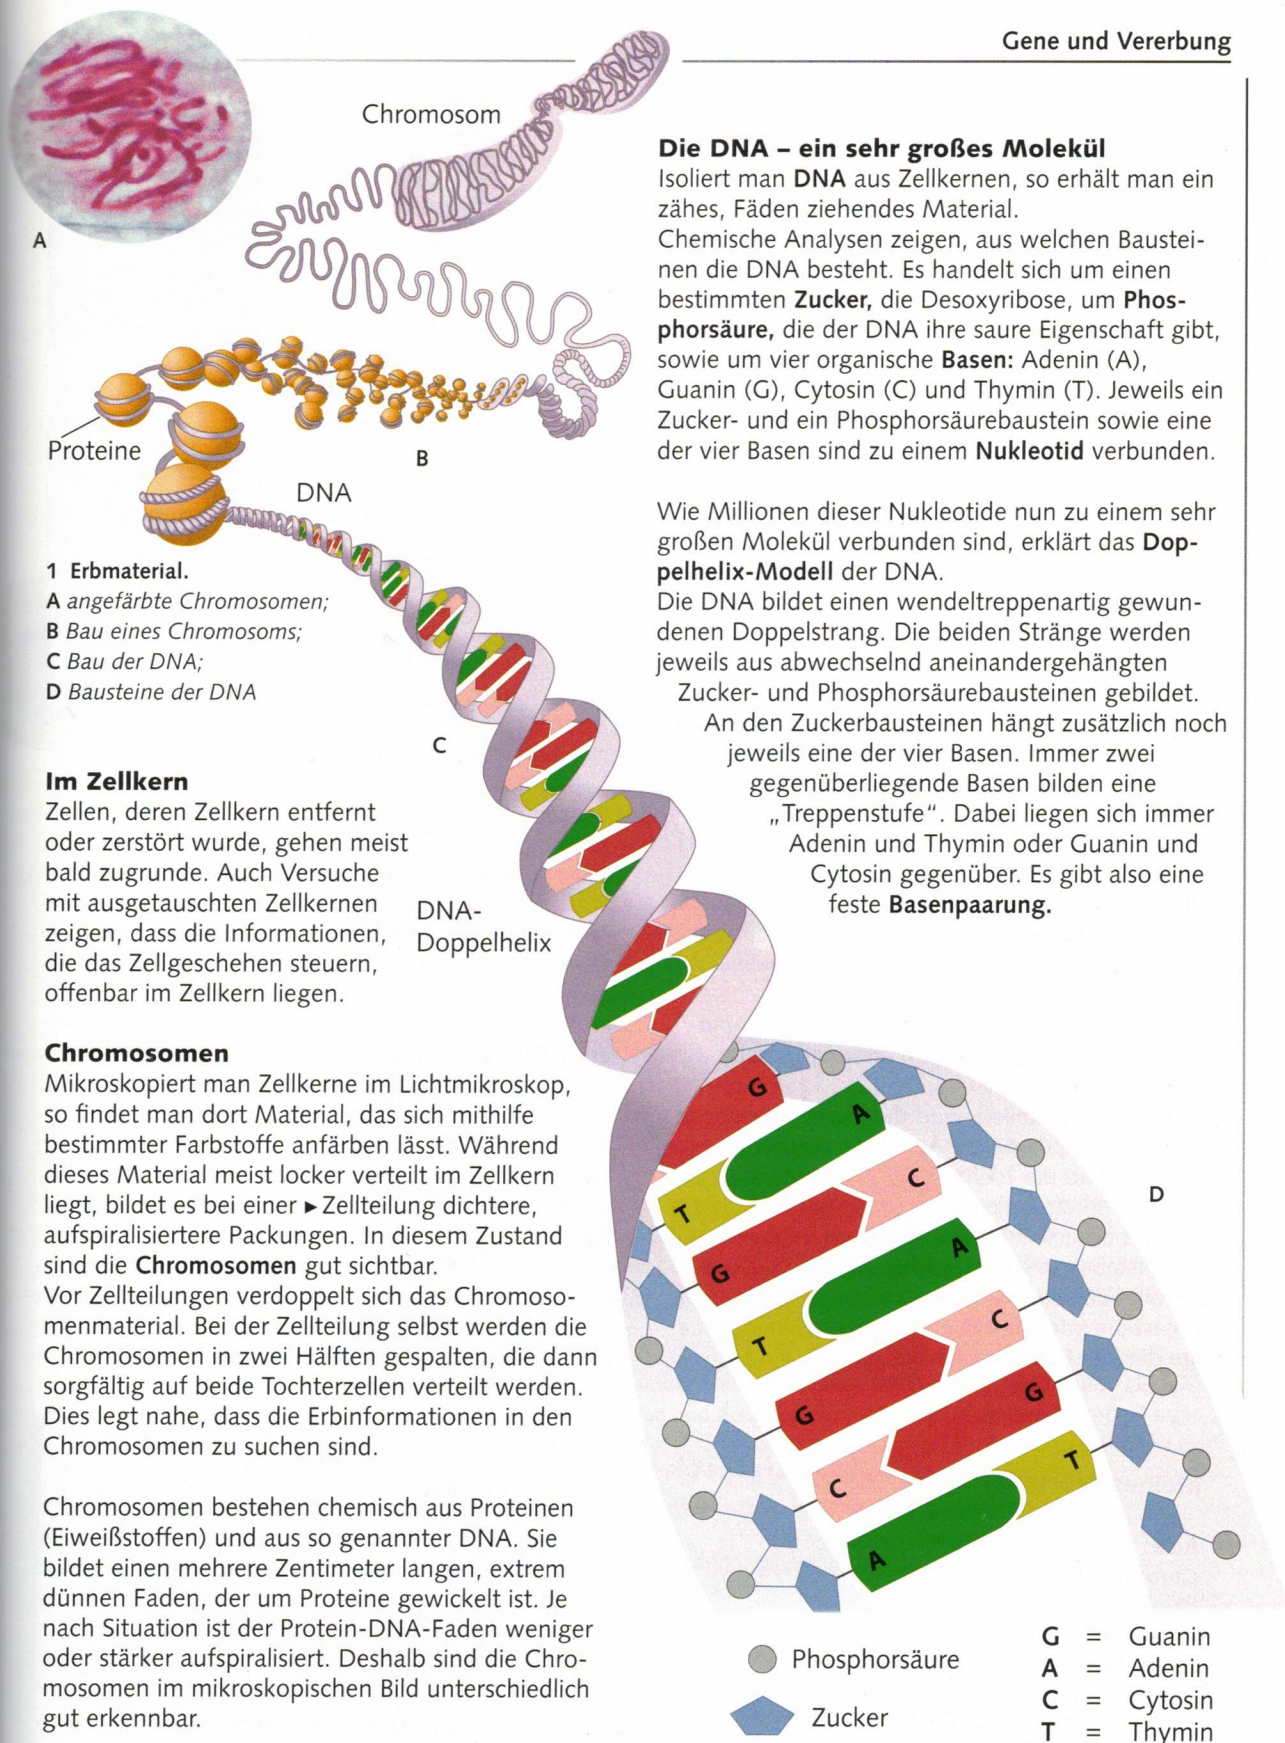 Gene und Vererbung
Chromosom
A
Proteine
B
DNA
1 Erbmaterial.
A angefärbte Chromosomen;
B Bau eines Chromosoms;
C Bau der DNA;
D Bausteine der DNA
C
Im Zellkern
Zellen, deren Zellkern entfernt
oder zerstört wurde, gehen meist
bald zugrunde. Auch Versuche
mit ausgetauschten Zellkernen
zeigen, dass die Informationen,
die das Zellgeschehen steuern,
offenbar im Zellkern liegen.
DNA-
Doppelhelix
Chromosomen
Mikroskopiert man Zellkerne im Lichtmikroskop,
so findet man dort Material, das sich mithilfe
bestimmter Farbstoffe anfärben lässt. Während
dieses Material meist locker verteilt im Zellkern
liegt, bildet es bei einer ▸Zellteilung dichtere,
aufspiralisiertere Packungen. In diesem Zustand
sind die Chromosomen gut sichtbar.
Vor Zellteilungen verdoppelt sich das Chromoso-
menmaterial. Bei der Zellteilung selbst werden die
Chromosomen in zwei Hälften gespalten, die dann
sorgfältig auf beide Tochterzellen verteilt werden.
Dies legt nahe, dass die Erbinformationen in den
Chromosomen zu suchen sind.
Chromosomen bestehen chemisch aus Proteinen
(Eiweißstoffen) und aus so genannter DNA. Sie
bildet einen mehrere Zentimeter langen, extrem
dünnen Faden, der um Proteine gewickelt ist. Je
nach Situation ist der Protein-DNA-Faden weniger
oder stärker aufspiralisiert. Deshalb sind die Chro-
mosomen im mikroskopischen Bild unterschiedlich
gut erkennbar.
Die DNA – ein sehr großes Molekül
Isoliert man DNA aus Zellkernen, so erhält man ein
zähes, Fäden ziehendes Material.
Chemische Analysen zeigen, aus welchen Baustei-
nen die DNA besteht. Es handelt sich um einen
bestimmten Zucker, die Desoxyribose, um Phos-
phorsäure, die der DNA ihre saure Eigenschaft gibt,
sowie um vier organische Basen: Adenin (A),
Guanin (G), Cytosin (C) und Thymin (T). Jeweils ein
Zucker- und ein Phosphorsäurebaustein sowie eine
der vier Basen sind zu einem Nukleotid verbunden.
Wie Millionen dieser Nukleotide nun zu einem sehr
großen Molekül verbunden sind, erklärt das Dop-
pelhelix-Modell der DNA.
Die DNA bildet einen wendeltreppenartig gewun-
denen Doppelstrang. Die beiden Stränge werden
jeweils aus abwechselnd aneinandergehängten
Zucker- und Phosphorsäurebausteinen gebildet.
An den Zuckerbausteinen hängt zusätzlich noch
jeweils eine der vier Basen. Immer zwei
gegenüberliegende Basen bilden eine
„Treppenstufe“. Dabei liegen sich immer
Adenin und Thymin oder Guanin und
Cytosin gegenüber. Es gibt also eine
feste Basenpaarung.
G
T A
G C
T A
G C
C G
A T
D
Phosphorsäure
Zucker
G = Guanin
A = Adenin
C = Cytosin
T = Thymin